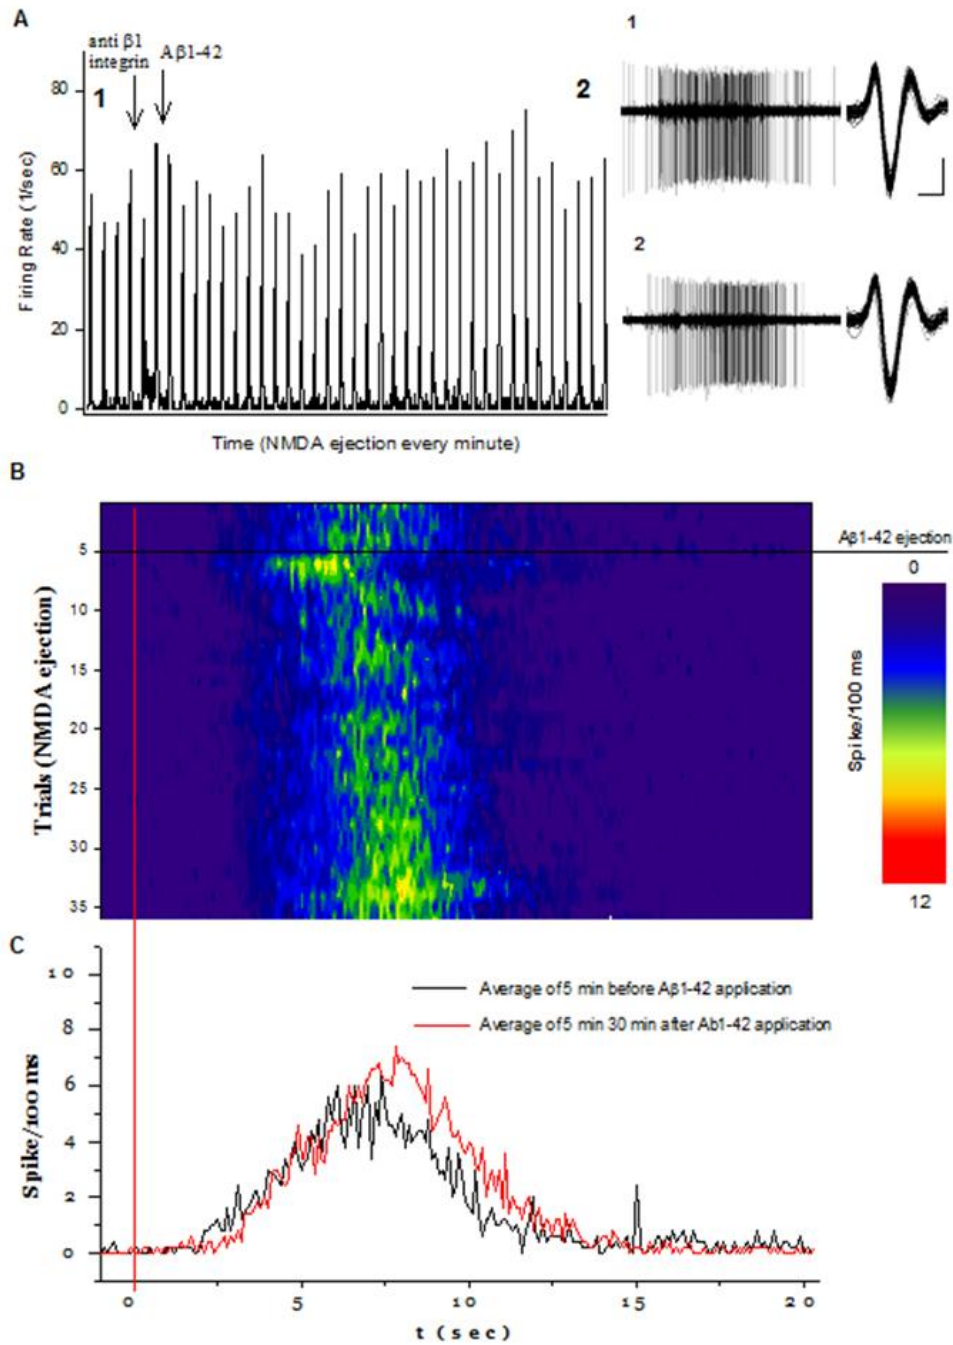 A
anti β1
integrin
Aβ1-42
1
2
1
2
80
60
40
20
0
Firing Rate (1/sec)
Time (NMDA ejection every minute)
B
Aβ1-42 ejection
5
10
15
20
25
30
35
Trials (NMDA ejection)
0
Spike/100 ms
12
C
Average of 5 min before Aβ1-42 application
Average of 5 min 30 min after Ab1-42 application
10
8
6
4
2
0
Spike/100 ms
0 5 10 15 20
t (sec)